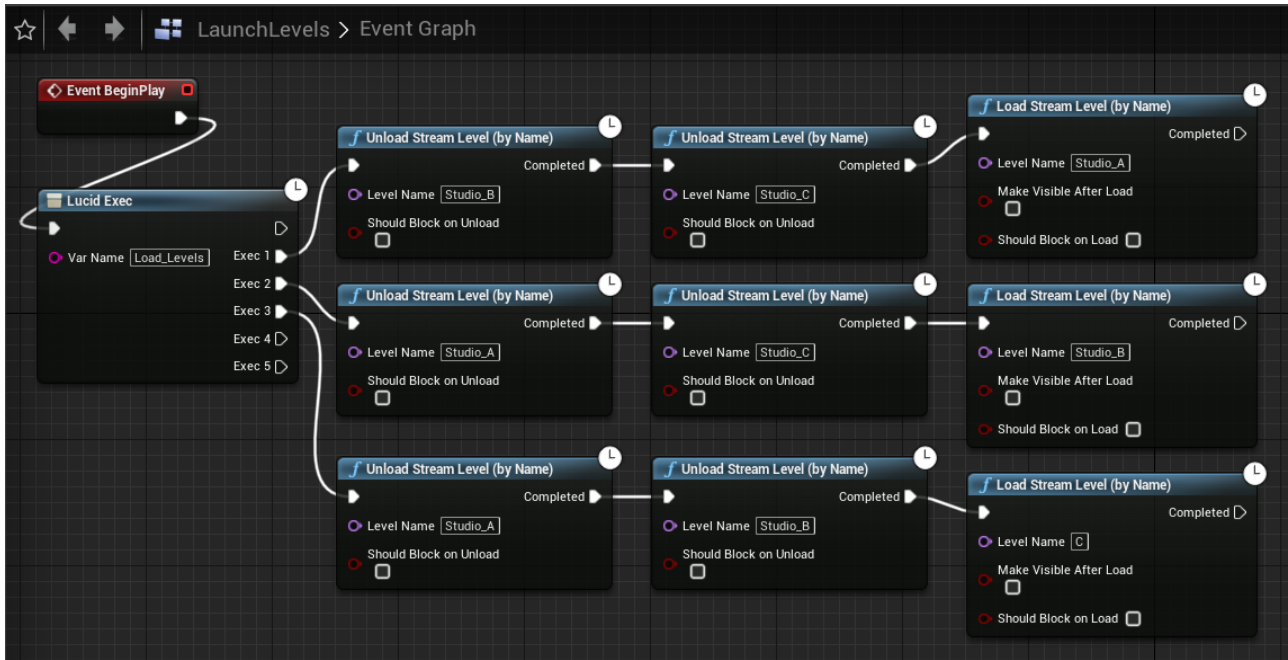 LaunchLevels > Event Graph
Event BeginPlay
Lucid Exec
Var Name Load_Levels
Exec 1
Exec 2
Exec 3
Exec 4
Exec 5
f Unload Stream Level (by Name)
Completed
Level Name Studio_B
Should Block on Unload
f Unload Stream Level (by Name)
Completed
Level Name Studio_C
Should Block on Unload
f Load Stream Level (by Name)
Completed
Level Name Studio_A
Make Visible After Load
Should Block on Load
f Unload Stream Level (by Name)
Completed
Level Name Studio_A
Should Block on Unload
f Unload Stream Level (by Name)
Completed
Level Name Studio_C
Should Block on Unload
f Load Stream Level (by Name)
Completed
Level Name Studio_B
Make Visible After Load
Should Block on Load
f Unload Stream Level (by Name)
Completed
Level Name Studio_A
Should Block on Unload
f Unload Stream Level (by Name)
Completed
Level Name Studio_B
Should Block on Unload
f Load Stream Level (by Name)
Completed
Level Name C
Make Visible After Load
Should Block on Load